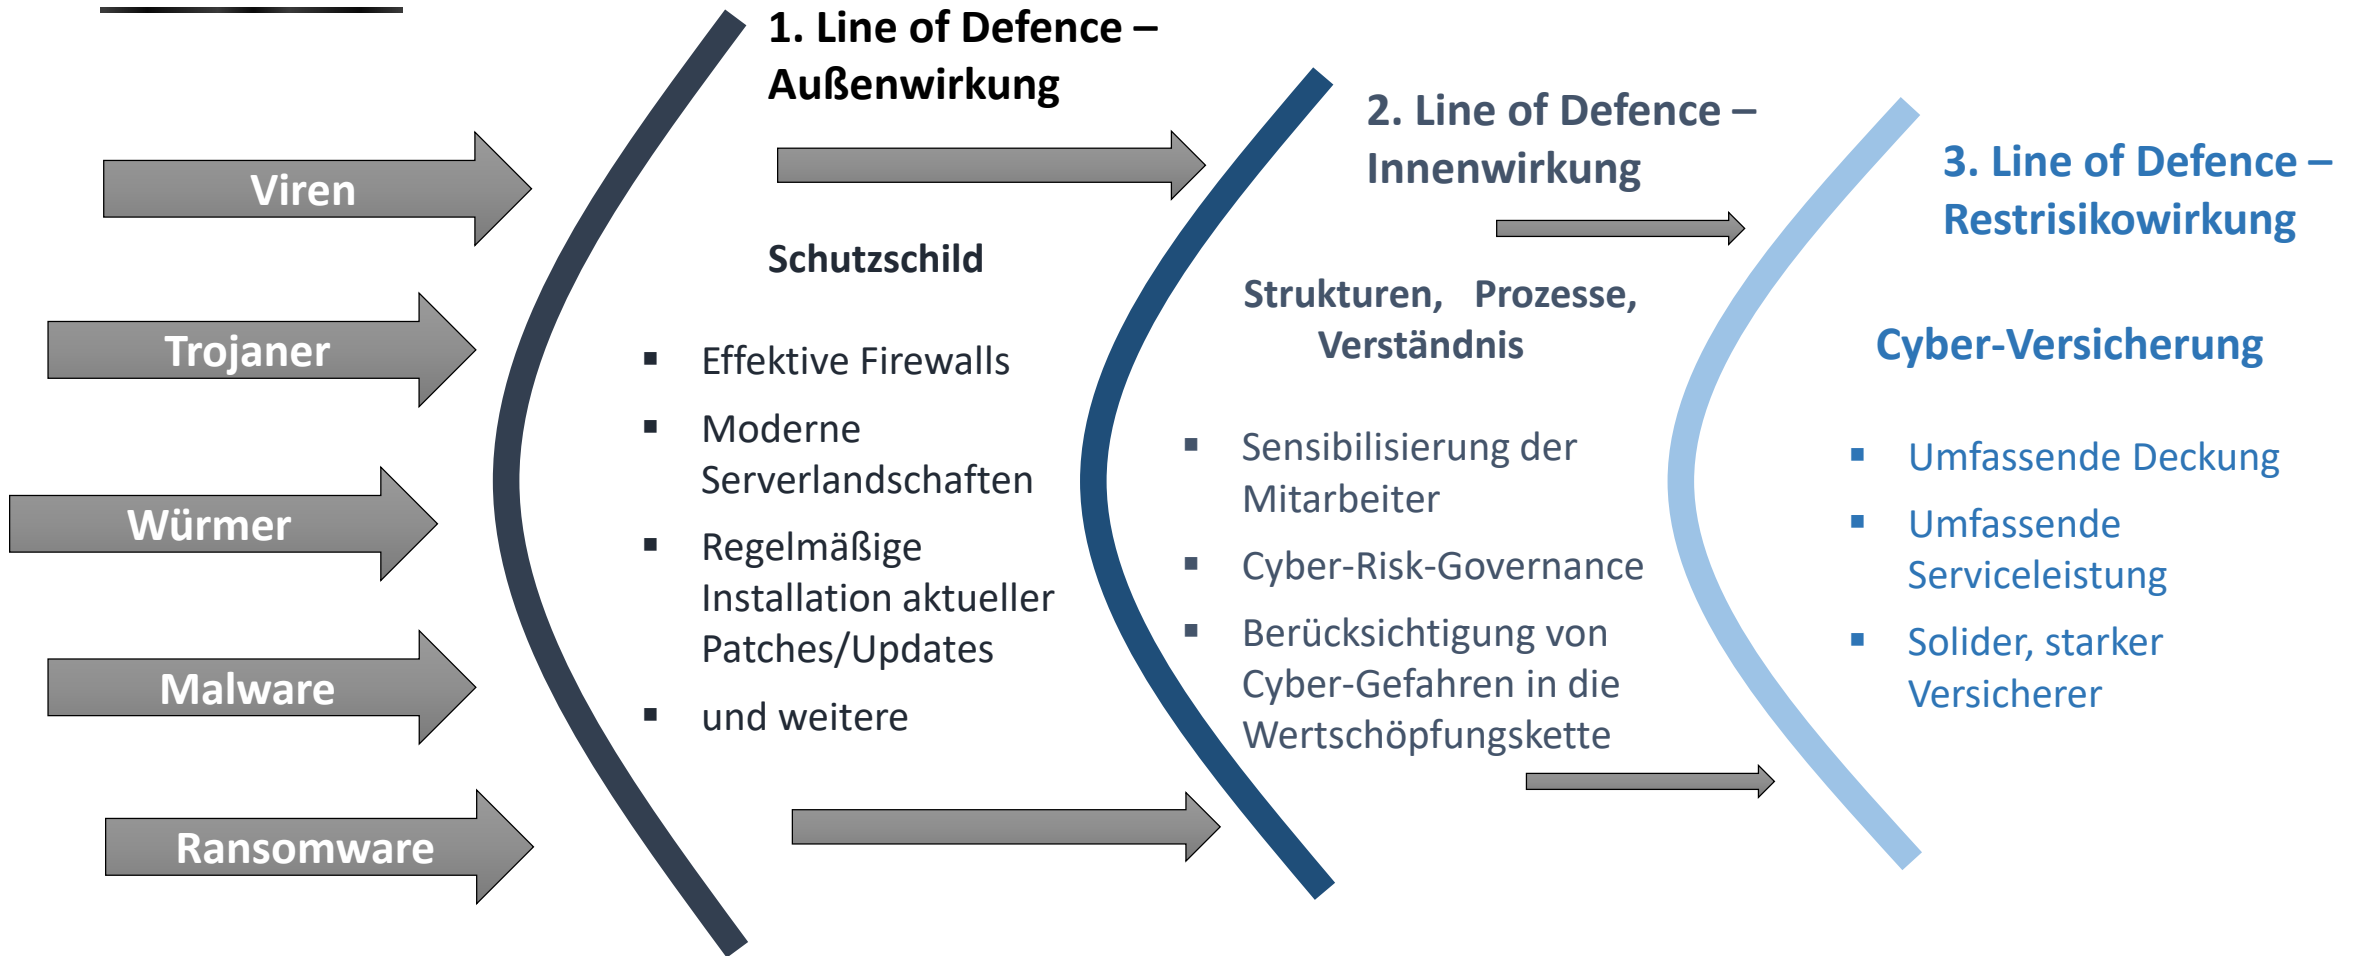 Viren
Trojaner
Würmer
Malware
Ransomware
1. Line of Defence –
Außenwirkung
Schutzschild
▪ Effektive Firewalls
▪ Moderne
Serverlandschaften
▪ Regelmäßige
Installation aktueller
Patches/Updates
▪ und weitere
2. Line of Defence –
Innenwirkung
Strukturen, Prozesse,
Verständnis
▪ Sensibilisierung der
Mitarbeiter
▪ Cyber-Risk-Governance
▪ Berücksichtigung von
Cyber-Gefahren in die
Wertschöpfungskette
3. Line of Defence –
Restrisikowirkung
Cyber-Versicherung
▪ Umfassende Deckung
▪ Umfassende
Serviceleistung
▪ Solider, starker
Versicherer